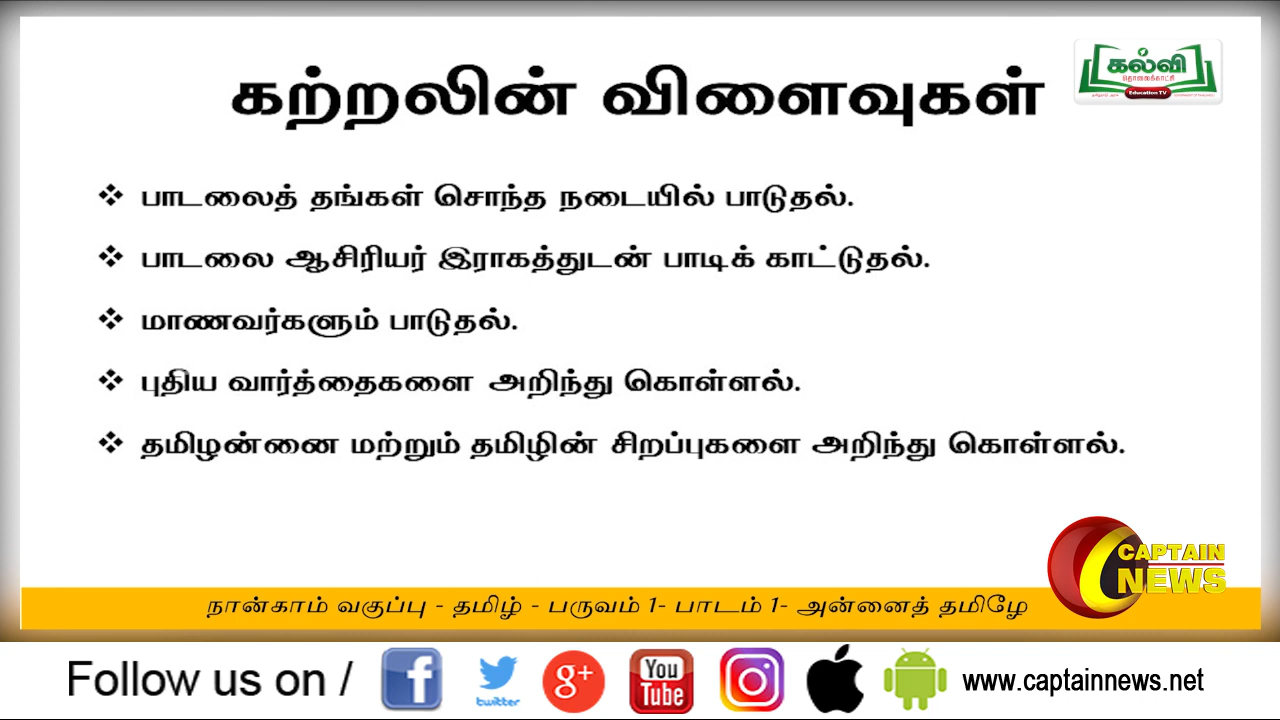 கற்றலின் விளைவுகள்
கல்வி
தொலைக்காட்சி
Education TV
❖ பாடலைத் தங்கள் சொந்த நடையில் பாடுதல்.
❖ பாடலை ஆசிரியர் இராகத்துடன் பாடிக் காட்டுதல்.
❖ மாணவர்களும் பாடுதல்.
❖ புதிய வார்த்தைகளை அறிந்து கொள்ளல்.
❖ தமிழன்னை மற்றும் தமிழின் சிறப்புகளை அறிந்து கொள்ளல்.
CAPTAIN
NEWS
நான்காம் வகுப்பு - தமிழ் - பருவம் 1- பாடம் 1- அன்னைத் தமிழே
Follow us on / f twitter g+ You Tube www.captainnews.net